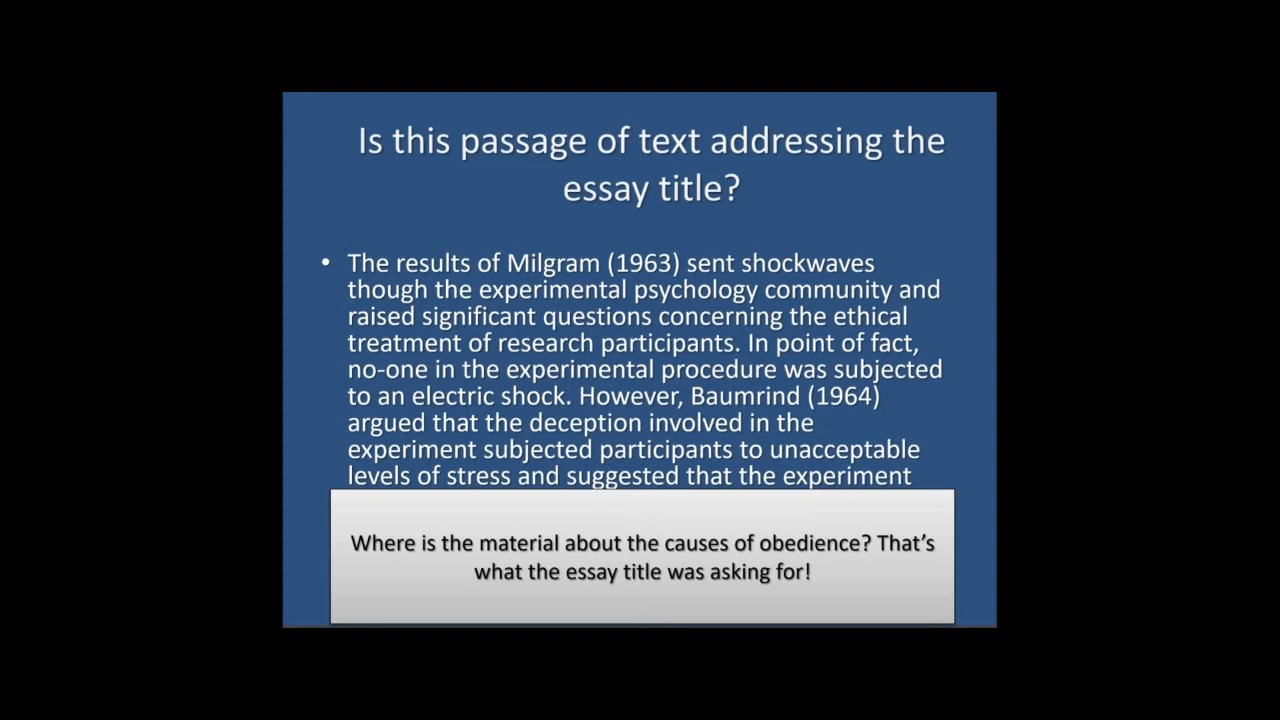 Is this passage of text addressing the
essay title?
• The results of Milgram (1963) sent shockwaves
though the experimental psychology community and
raised significant questions concerning the ethical
treatment of research participants. In point of fact,
no-one in the experimental procedure was subjected
to an electric shock. However, Baumrind (1964)
argued that the deception involved in the
experiment subjected participants to unacceptable
levels of stress and suggested that the experiment
Where is the material about the causes of obedience? That’s
what the essay title was asking for!